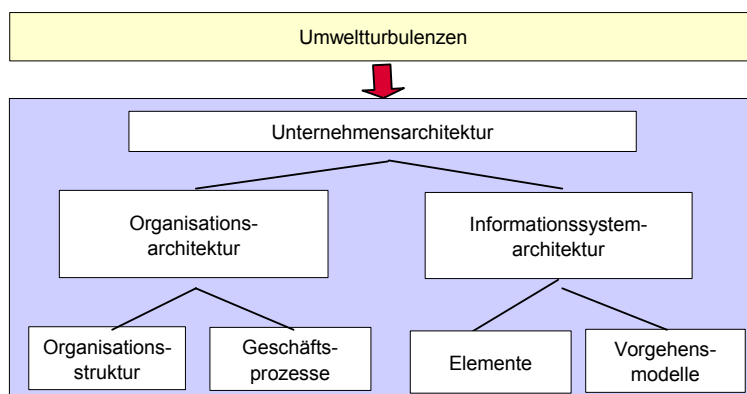 Umweltturbulenzen
Unternehmensarchitektur
Organisations-
architektur
Informationssystem-
architektur
Organisations-
struktur
Geschäfts-
prozesse
Elemente
Vorgehens-
modelle